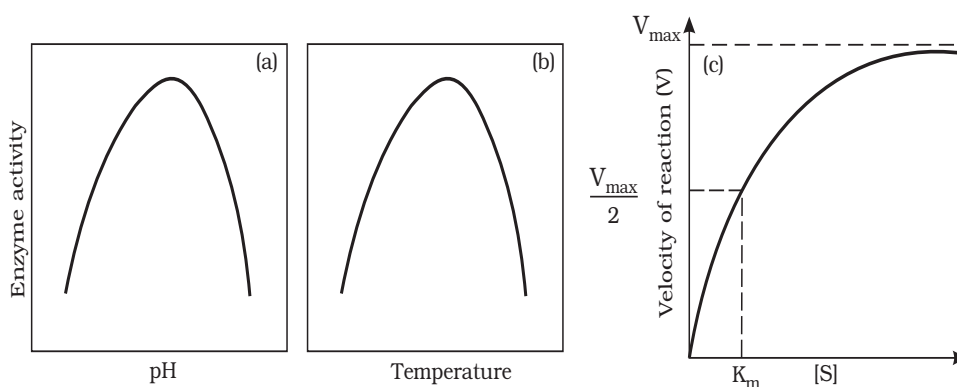 (a)
Enzyme activity
pH
(b)
Temperature
V_max
(c)
V_max
2
Velocity of reaction (V)
K_m
[S]